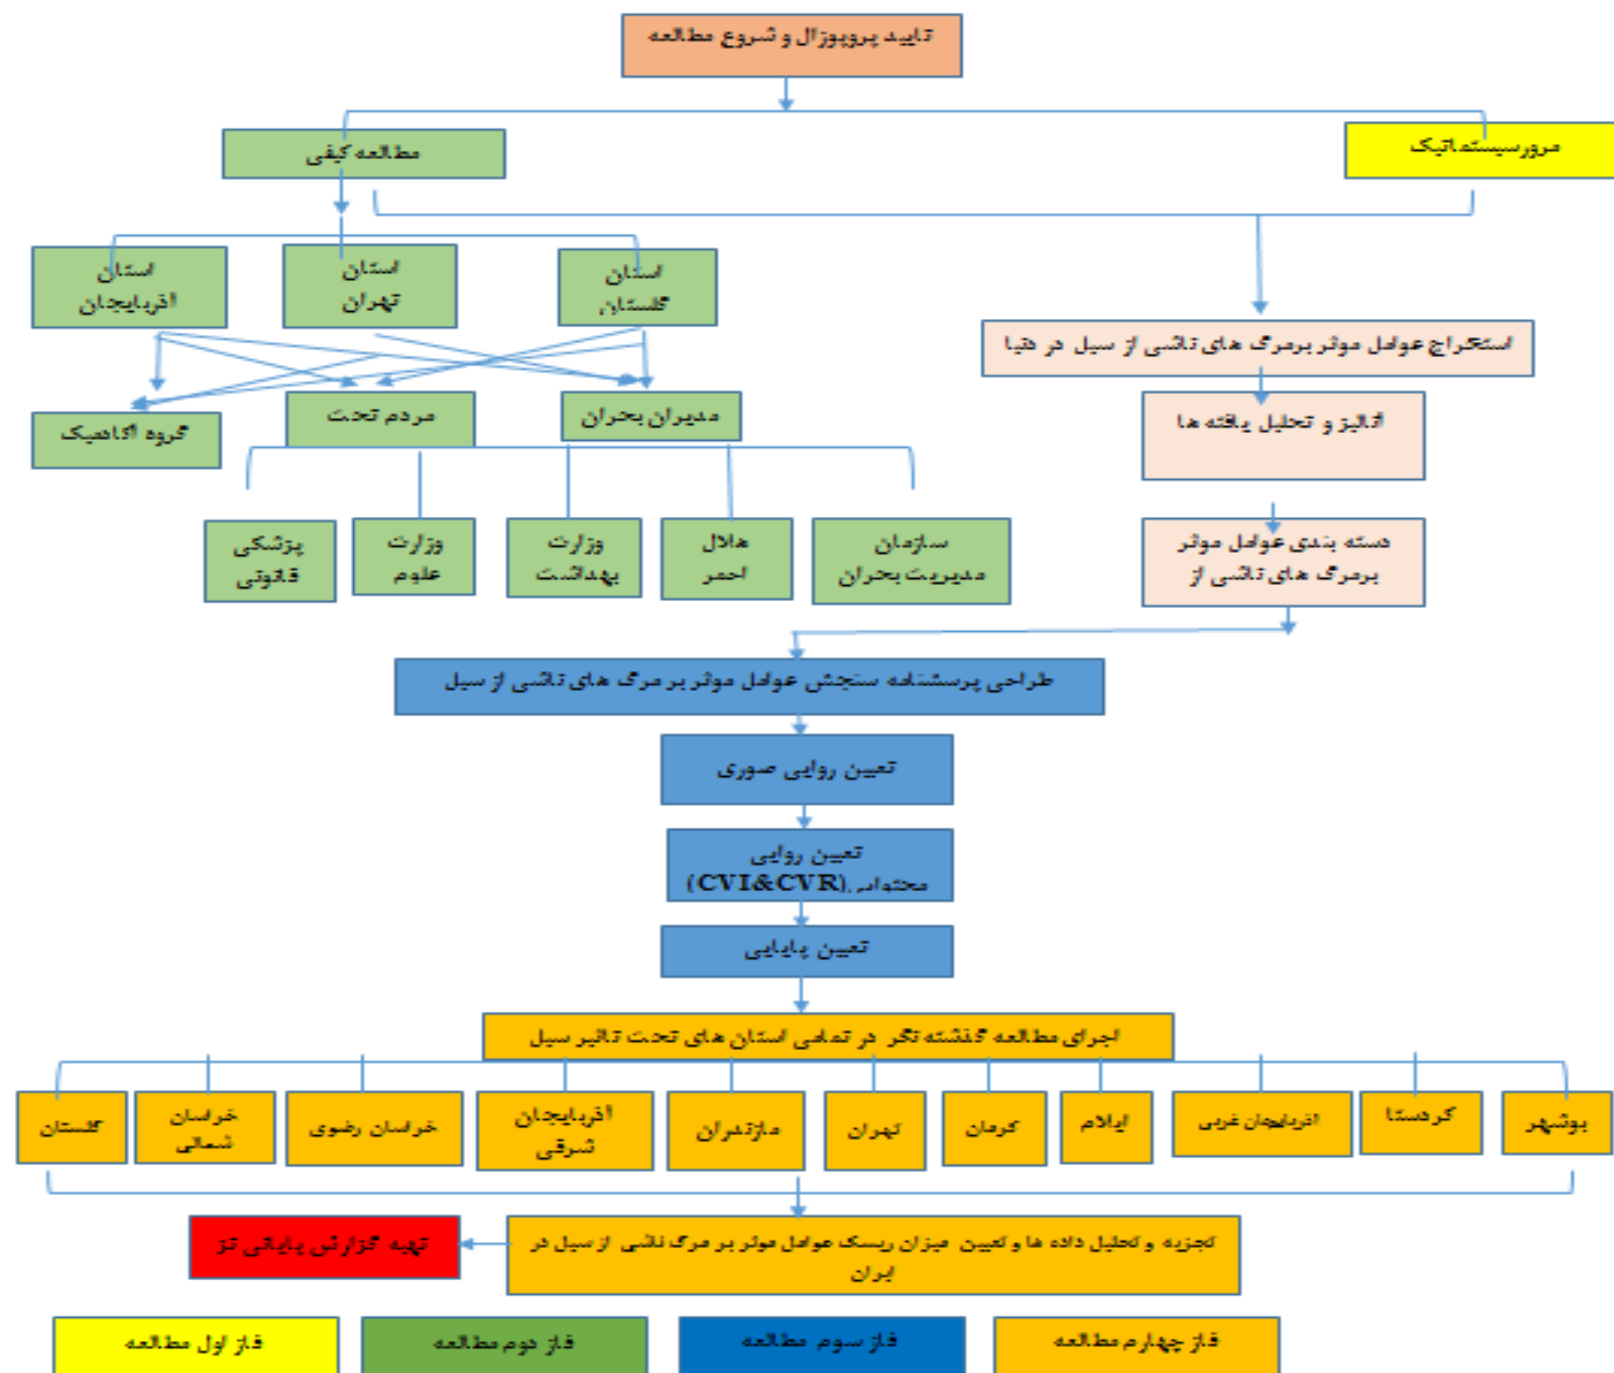 تایید پروپوزال و شروع مطالعه
مرورسیستماتیک
مطالعه کیفی
استان
گلستان
استان
تهران
استان
آذربایجان
استخراج عوامل موثر برمرگ های ناشی از سیل در دنیا
مدیران بحران
مردم تحت
گروه آکادمیک
آنالیز و تحلیل یافته ها
دسته بندی عوامل موثر
برمرگ های ناشی از
سازمان
مدیریت بحران
هلال
احمر
وزارت
بهداشت
وزارت
علوم
پزشکی
قانونی
طراحی پرسشنامه سنجش عوامل موثر بر مرگ های ناشی از سیل
تعیین روایی صوری
تعیین روایی
محتوایی (CVI&CVR)
تعیین پایایی
اجرای مطالعه گذشته نگر در تمامی استان های تحت تاثیر سیل
بوشهر
کردستا
آذربایجان غربی
ایلام
کرمان
تهران
مازندران
آذربایجان
شرقی
خراسان رضوی
خراسان
شمالی
گلستان
تجزیه و تحلیل داده ها و تعیین میزان ریسک عوامل موثر بر مرگ ناشی از سیل در
ایران
تهیه گزارش پایانی تز
فاز اول مطالعه
فاز دوم مطالعه
فاز سوم مطالعه
فاز چهارم مطالعه